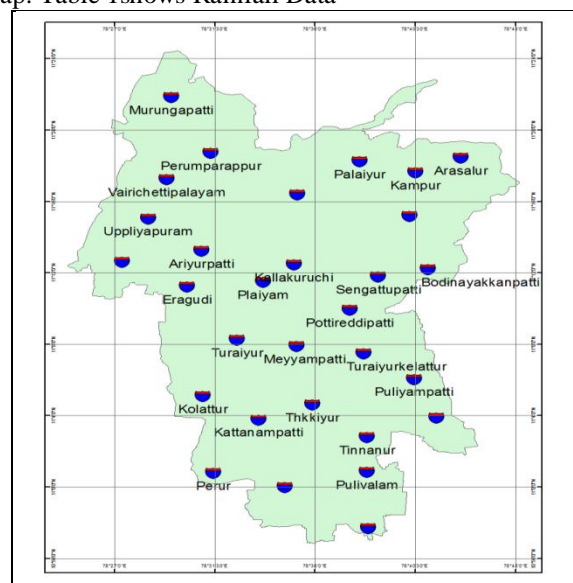 ap. Table 1shows Rainfall Data
Murungapatti
Perumparappur
Palaiyur
Arasalur
Kampur
Vairichettipalayam
Uppliyapuram
Ariyurpatti
Kallakuruchi
Bodinayakkanpatti
Sengattupatti
Plaiyam
Eragudi
Pottireddipatti
Turaiyur
Meyyampatti
Turaiyurkelattur
Puliyampatti
Kolattur
Thkkiyur
Kattanampatti
Tinnanur
Perur
Pulivalam